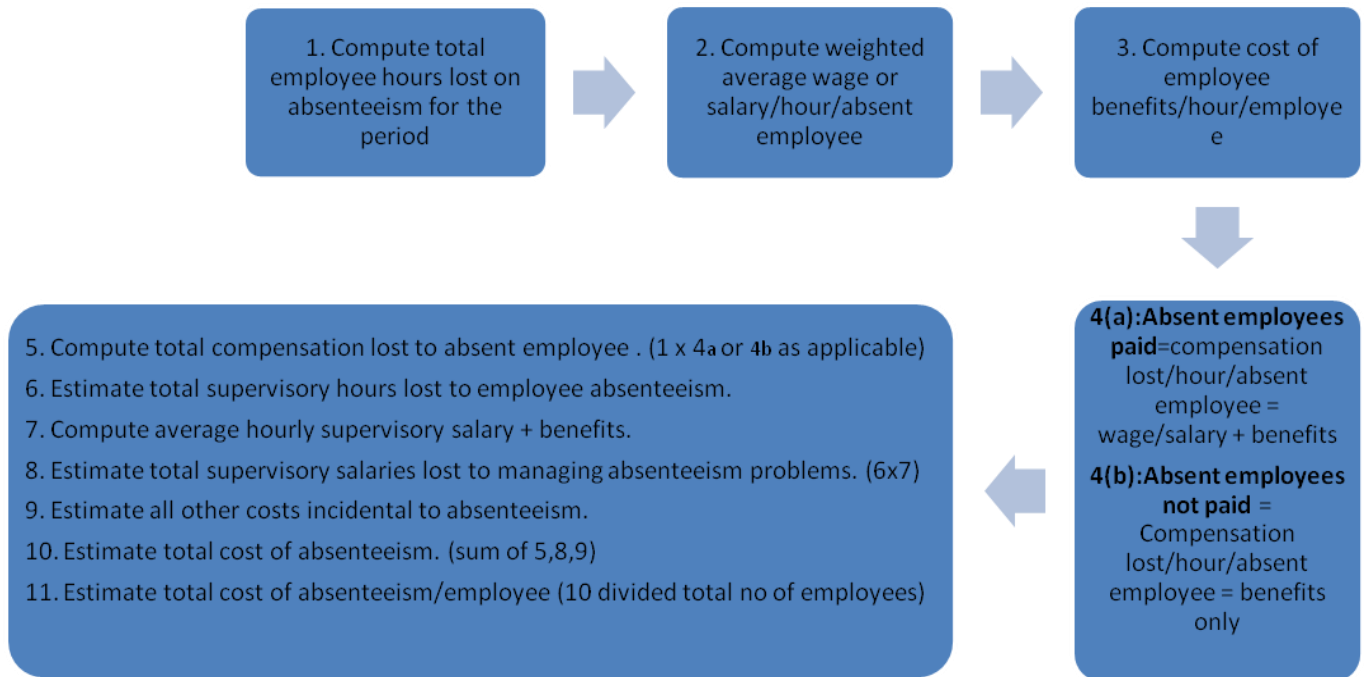 1. Compute total
employee hours lost on
absenteeism for the
period
2. Compute weighted
average wage or
salary/hour/absent
employee
3. Compute cost of
employee
benefits/hour/employe
e
4(a):Absent employees
paid=compensation
lost/hour/absent
employee =
wage/salary + benefits
4(b):Absent employees
not paid =
Compensation
lost/hour/absent
employee = benefits
only
5. Compute total compensation lost to absent employee . (1 x 4a or 4b as applicable)
6. Estimate total supervisory hours lost to employee absenteeism.
7. Compute average hourly supervisory salary + benefits.
8. Estimate total supervisory salaries lost to managing absenteeism problems. (6x7)
9. Estimate all other costs incidental to absenteeism.
10. Estimate total cost of absenteeism. (sum of 5,8,9)
11. Estimate total cost of absenteeism/employee (10 divided total no of employees)